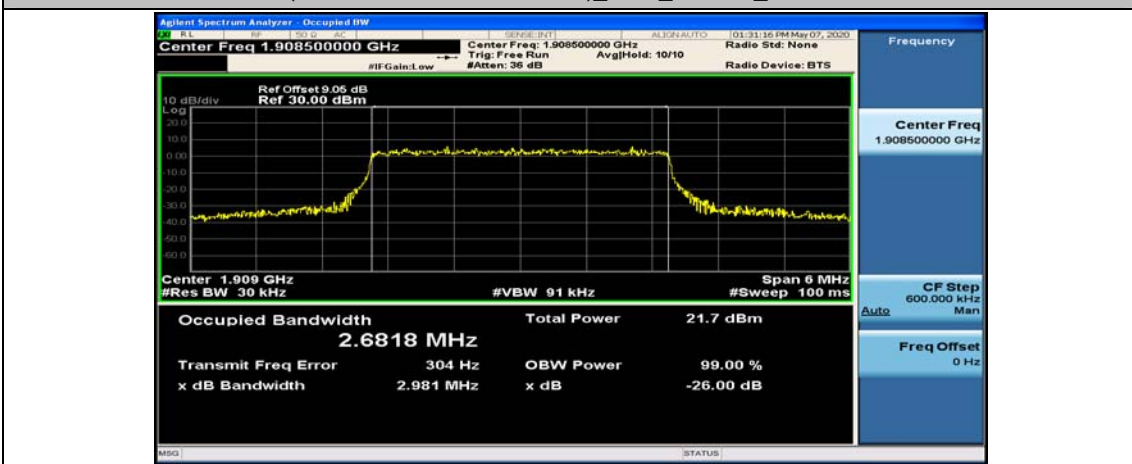 Agilent Spectrum Analyzer - Occupied BW
RL RF 50 Ω AC SENSE:INT ALIGN AUTO 01:31:16 PM May 07, 2020
Center Freq 1.908500000 GHz
Center Freq: 1.908500000 GHz
Radio Std: None
Trig: Free Run Avg|Hold: 10/10
#IFGain:Low #Atten: 36 dB Radio Device: BTS
Ref Offset 9.05 dB
10 dB/div Ref 30.00 dBm
Log
20.0
10.0
0.00
-10.0
-20.0
-30.0
-40.0
-50.0
-60.0
Center 1.909 GHz Span 6 MHz
#Res BW 30 kHz #VBW 91 kHz #Sweep 100 ms
Occupied Bandwidth Total Power 21.7 dBm
2.6818 MHz
Transmit Freq Error 304 Hz OBW Power 99.00 %
x dB Bandwidth 2.981 MHz x dB -26.00 dB
MSG STATUS
Frequency
Center Freq
1.908500000 GHz
CF Step
600.000 kHz
Auto Man
Freq Offset
0 Hz